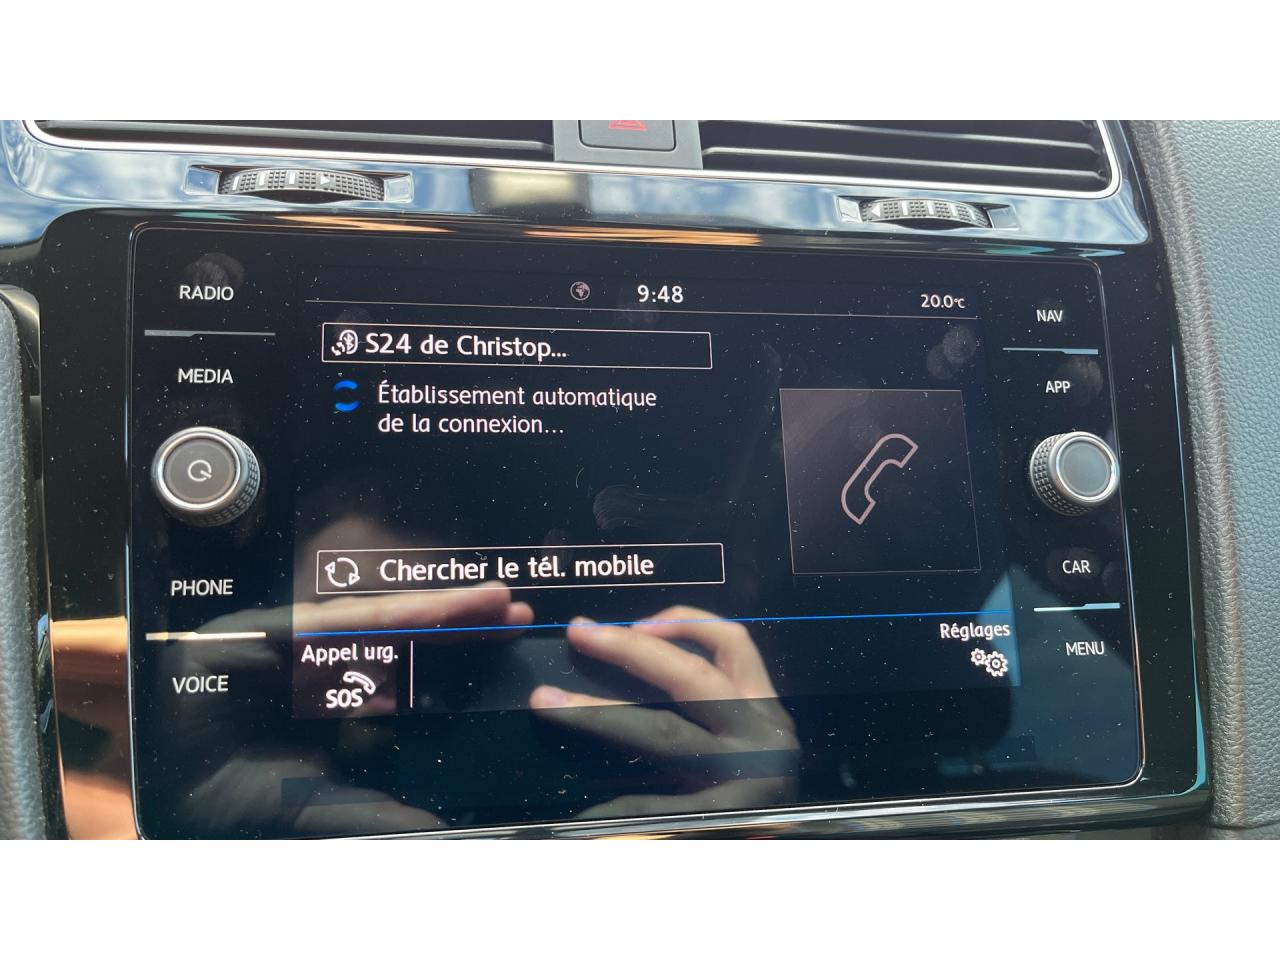 9:48
20.0°C
RADIO
MEDIA
PHONE
VOICE
S24 de Christop...
Établissement automatique
de la connexion...
Chercher le tél. mobile
Appel urg.
SOS
Réglages
NAV
APP
CAR
MENU